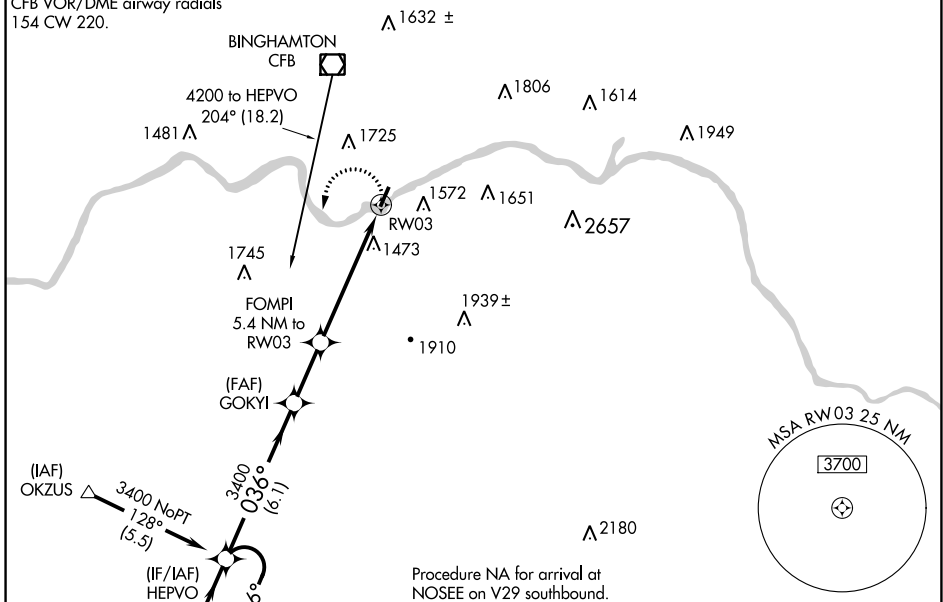 CFB VOR/DME airway radials
154 CW 220.
1632 ±
BINGHAMTON
CFB
4200 to HEPVO
204° (18.2)
1806
1614
1481
1725
1949
1572
1651
RW03
2657
1473
1745
FOMPI
5.4 NM to
RW03
1939 ±
1910
(FAF)
GOKYI
MSA RW03 25 NM
3700
(IAF)
OKZUS
3400 NoPT
128°
(5.5)
3400
036°
(6.1)
2180
(IF/IAF)
HEPVO
6°
Procedure NA for arrival at
NOSEE on V29 southbound.